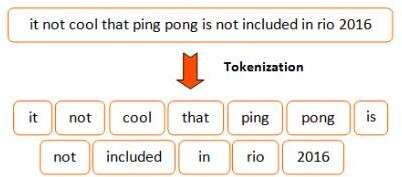 it not cool that ping pong is not included in rio 2016
Tokenization
it not cool that ping pong is
not included in rio 2016